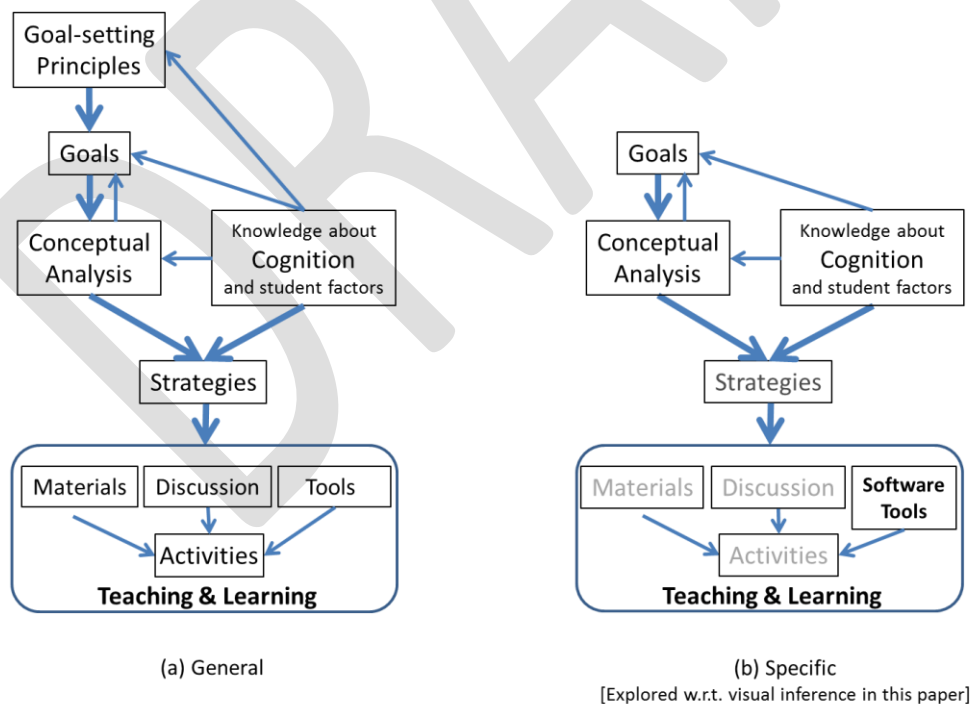 DRA
Goal-setting
Principles
Goals
Conceptual
Analysis
Knowledge about
Cognition
and student factors
Strategies
Materials
Discussion
Tools
Activities
Teaching & Learning
(a) General
Goals
Conceptual
Analysis
Knowledge about
Cognition
and student factors
Strategies
Materials
Discussion
Software
Tools
Activities
Teaching & Learning
(b) Specific
[Explored w.r.t. visual inference in this paper]